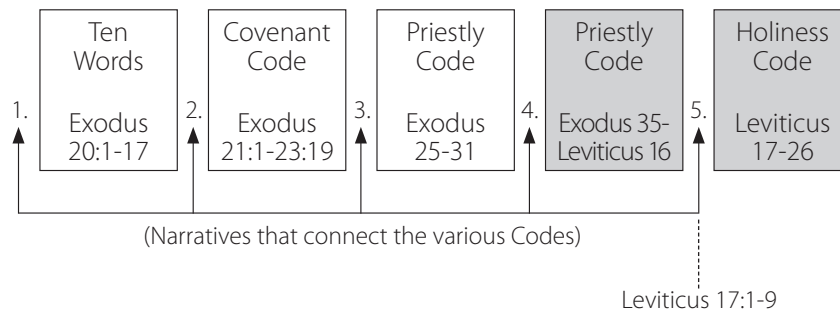 Ten
Words
Exodus
20:1-17
Covenant
Code
Exodus
21:1-23:19
Priestly
Code
Exodus
25-31
Priestly
Code
Exodus 35-
Leviticus 16
Holiness
Code
Leviticus
17-26
1.
2.
3.
4.
5.
(Narratives that connect the various Codes)
Leviticus 17:1-9